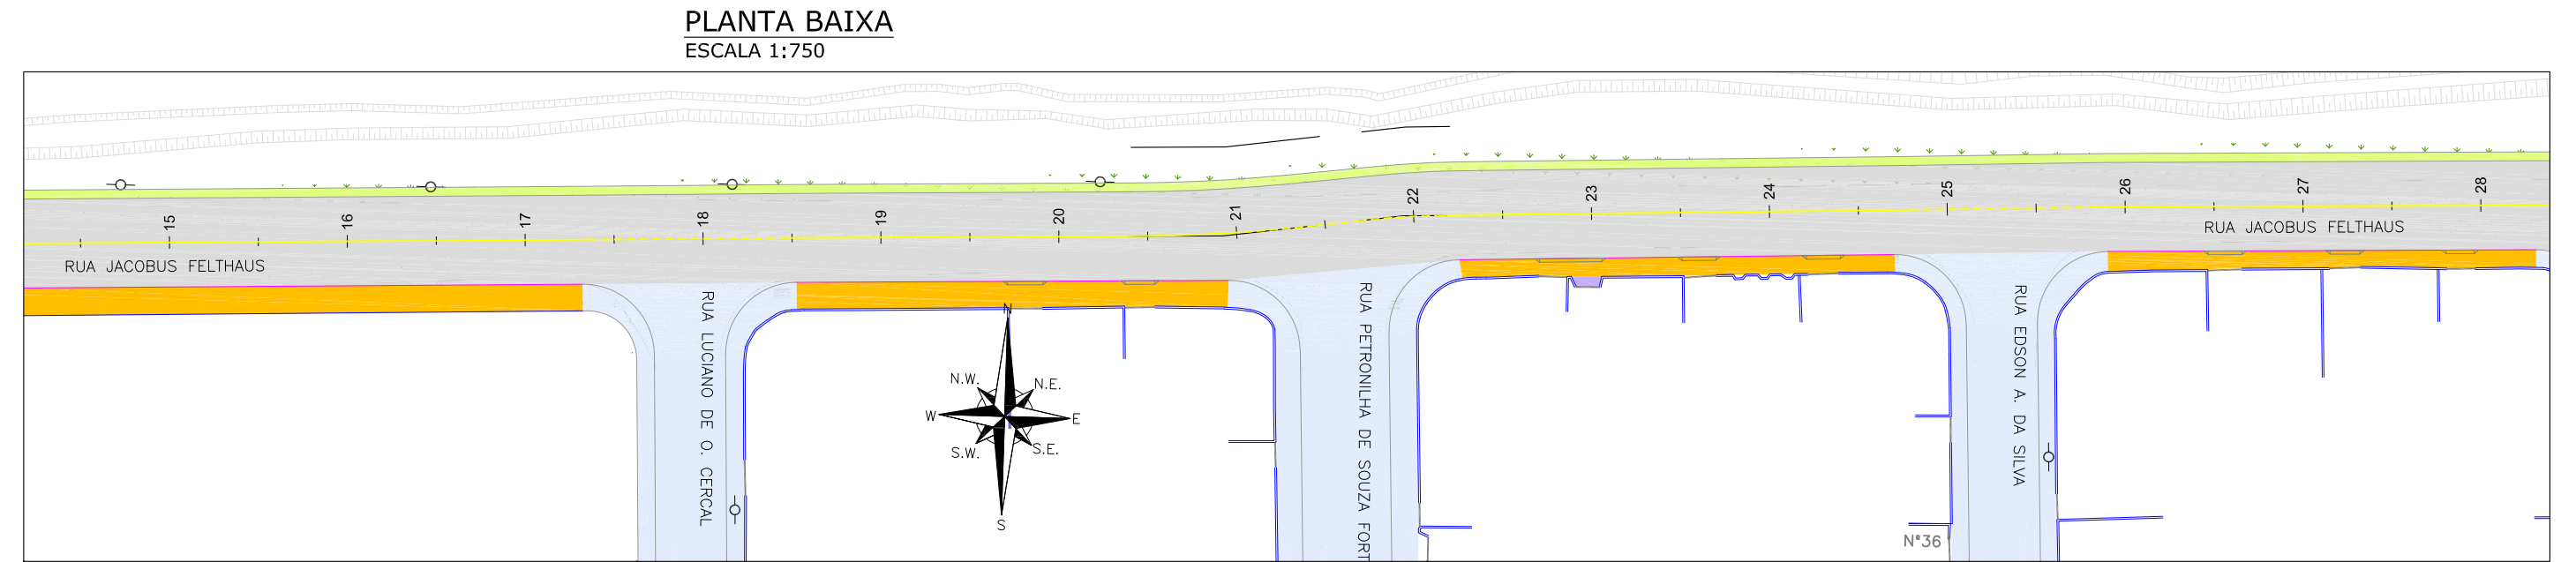 PLANTA BAIXA
ESCALA 1:750
15
16
17
18
19
20
21
22
23
24
25
26
27
28
RUA JACOBUS FELTHAUS
RUA JACOBUS FELTHAUS
RUA LUCIANO DE O. CERCAL
RUA PETRONILHA DE SOUZA FORT
RUA EDSON A. DA SILVA
N
N.W.
N.E.
W
E
S.W.
S.E.
S
N°36